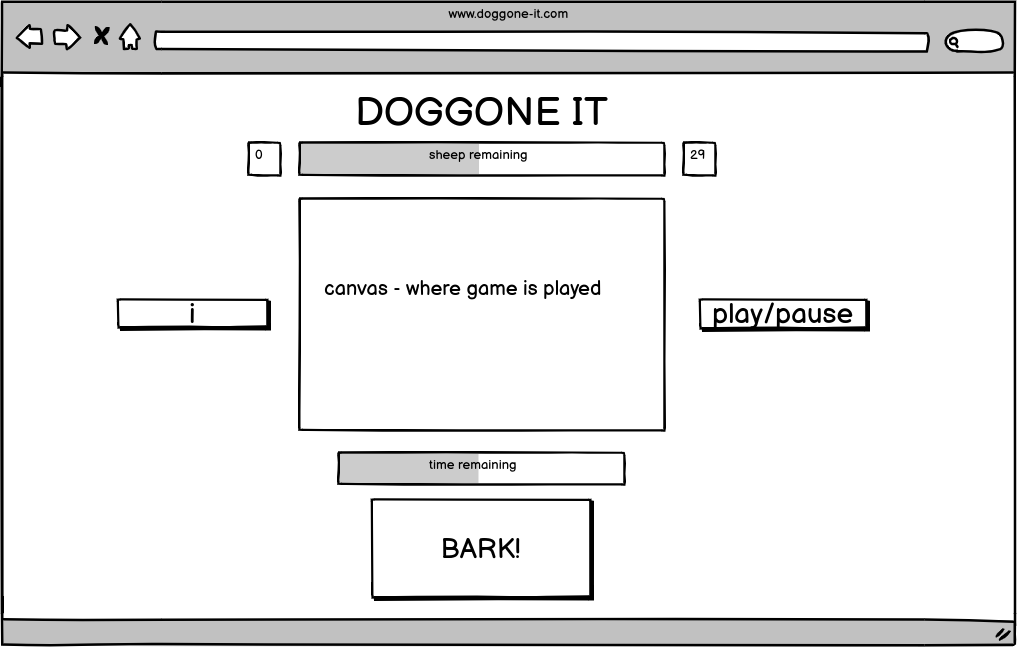 www.doggone-it.com
DOGGONE IT
0
sheep remaining
29
canvas - where game is played
i
play/pause
time remaining
BARK!